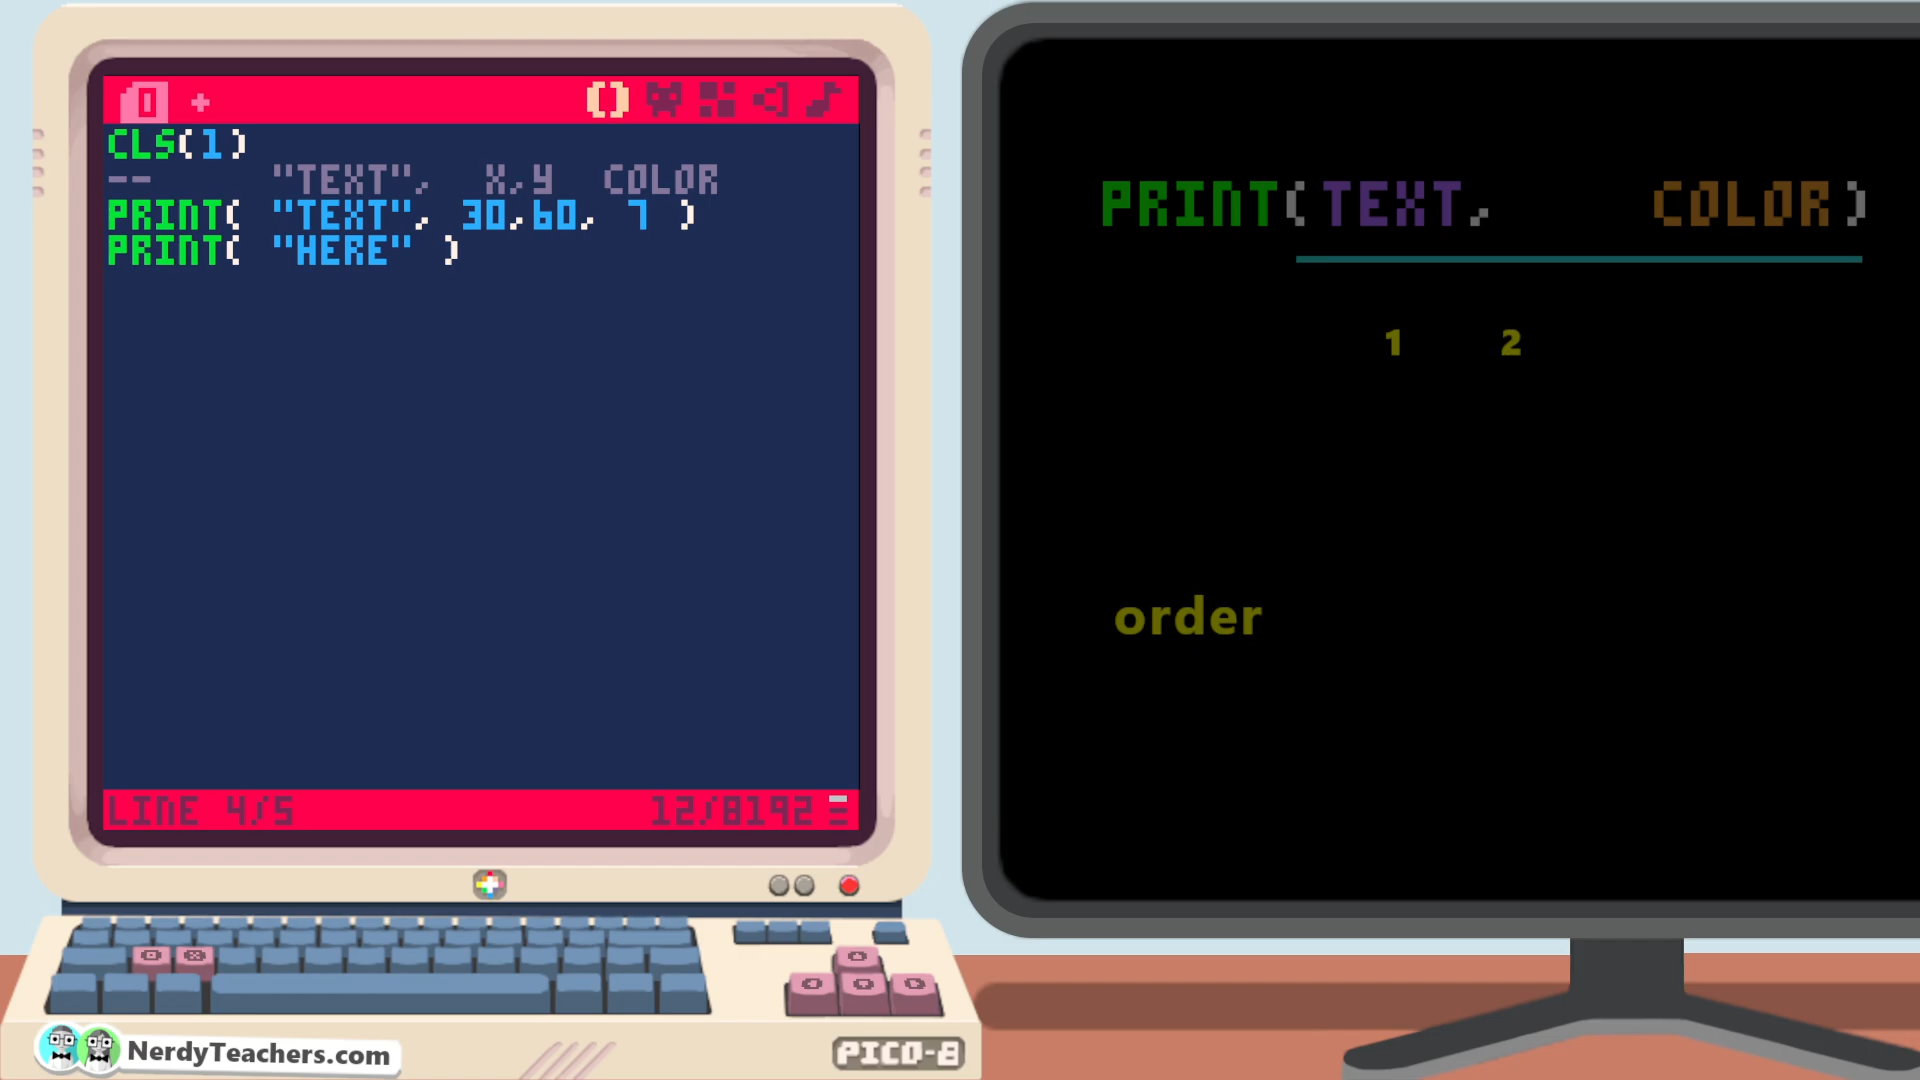 CLS(1)
-- "TEXT", X,Y COLOR
PRINT( "TEXT", 30,60, 7 )
PRINT( "HERE" )
LINE 4/5 12/8192
PRINT(TEXT, COLOR)
1 2
order
NerdyTeachers.com
PICO-8